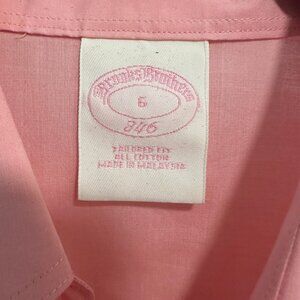 Brooks Brothers
6
346
TAILORED FIT
ALL COTTON
MADE IN MALAYSIA